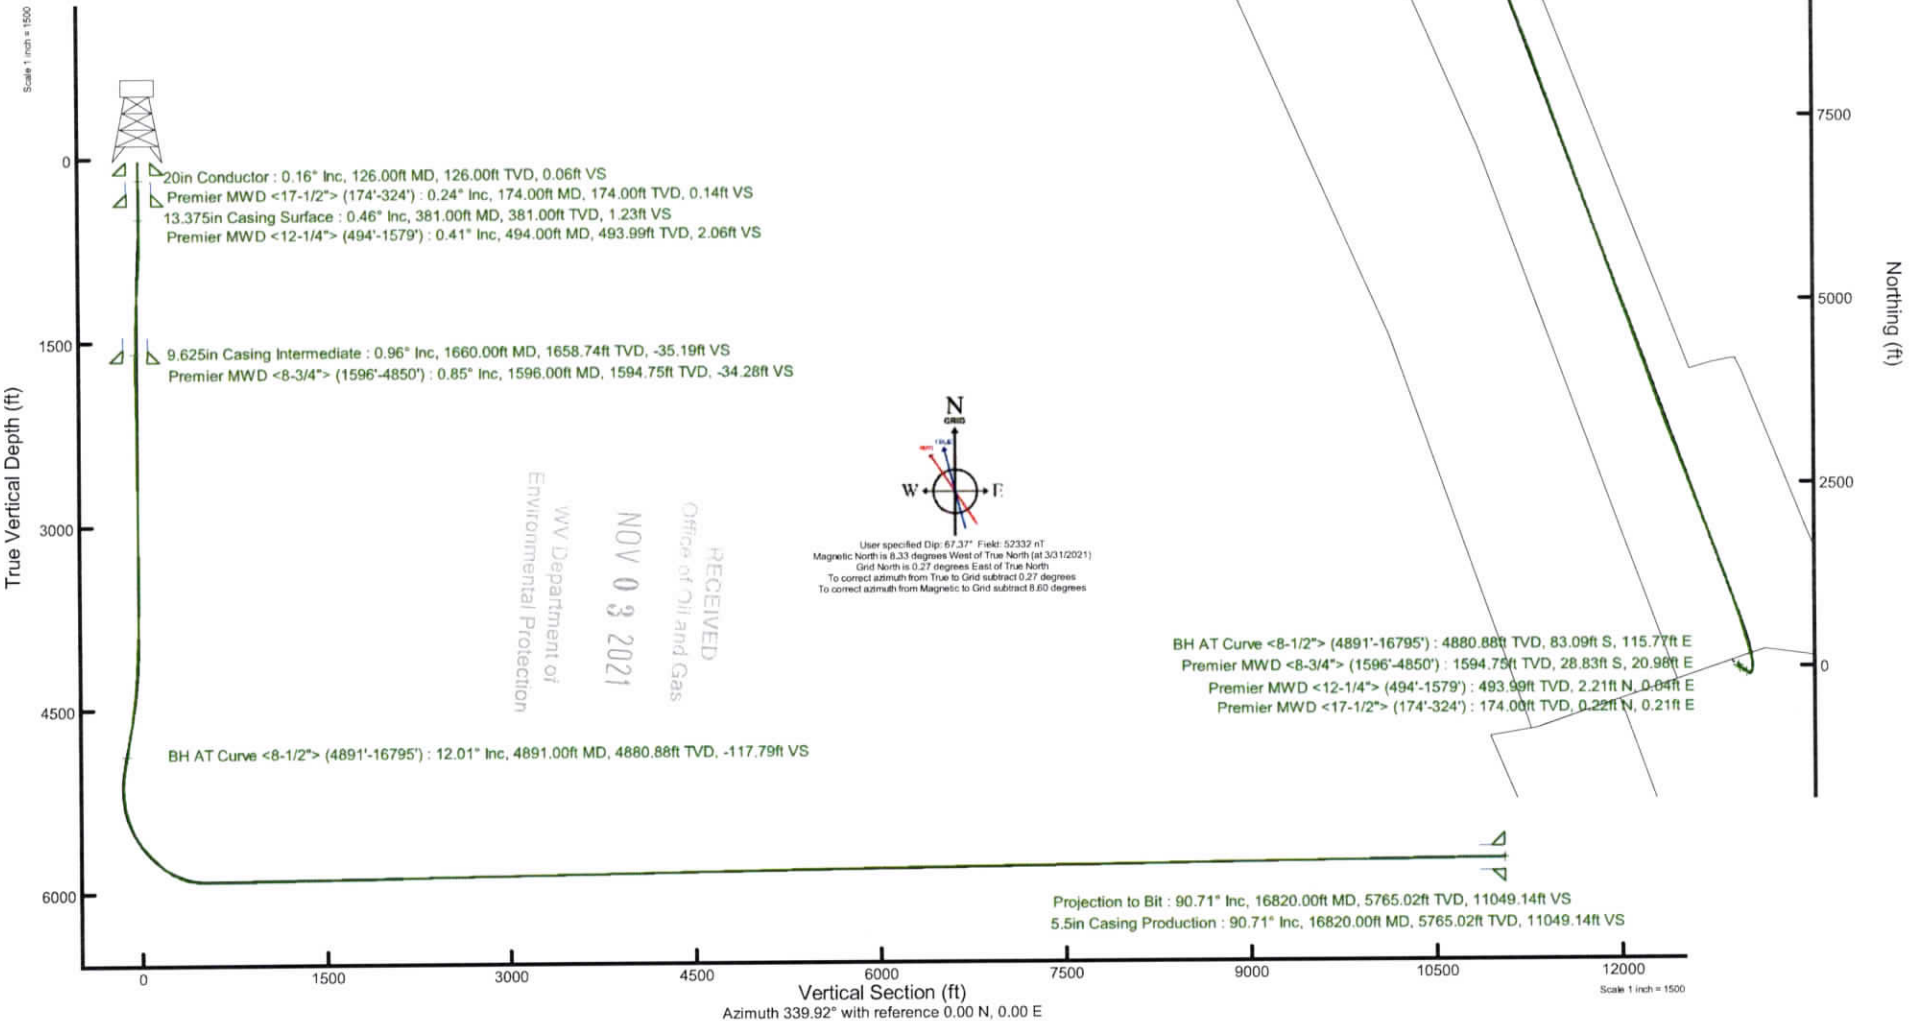 Scale 1 inch = 1500
0
20in Conductor : 0.16° Inc, 126.00ft MD, 126.00ft TVD, 0.06ft VS
Premier MWD <17-1/2"> (174'-324') : 0.24° Inc, 174.00ft MD, 174.00ft TVD, 0.14ft VS
13.375in Casing Surface : 0.46° Inc, 381.00ft MD, 381.00ft TVD, 1.23ft VS
Premier MWD <12-1/4"> (494'-1579') : 0.41° Inc, 494.00ft MD, 493.99ft TVD, 2.06ft VS
1500
9.625in Casing Intermediate : 0.96° Inc, 1660.00ft MD, 1658.74ft TVD, -35.19ft VS
Premier MWD <8-3/4"> (1596'-4850') : 0.85° Inc, 1596.00ft MD, 1594.75ft TVD, -34.28ft VS
True Vertical Depth (ft)
3000
4500
6000
RECEIVED
Office of Oil and Gas
NOV 03 2021
WV Department of
Environmental Protection
N
GRID
TRUE
W
E
User specified Dip: 67.37° Field: 52332 nT
Magnetic North is 8.33 degrees West of True North (at 3/31/2021)
Grid North is 0.27 degrees East of True North
To correct azimuth from True to Grid subtract 0.27 degrees
To correct azimuth from Magnetic to Grid subtract 8.60 degrees
7500
5000
2500
0
Northing (ft)
BH AT Curve <8-1/2"> (4891'-16795') : 4880.88ft TVD, 83.09ft S, 115.77ft E
Premier MWD <8-3/4"> (1596'-4850') : 1594.75ft TVD, 28.83ft S, 20.98ft E
Premier MWD <12-1/4"> (494'-1579') : 493.99ft TVD, 2.21ft N, 0.04ft E
Premier MWD <17-1/2"> (174'-324') : 174.00ft TVD, 0.22ft N, 0.21ft E
BH AT Curve <8-1/2"> (4891'-16795') : 12.01° Inc, 4891.00ft MD, 4880.88ft TVD, -117.79ft VS
Projection to Bit : 90.71° Inc, 16820.00ft MD, 5765.02ft TVD, 11049.14ft VS
5.5in Casing Production : 90.71° Inc, 16820.00ft MD, 5765.02ft TVD, 11049.14ft VS
0 1500 3000 4500 6000 7500 9000 10500 12000
Vertical Section (ft)
Scale 1 inch = 1500
Azimuth 339.92° with reference 0.00 N, 0.00 E